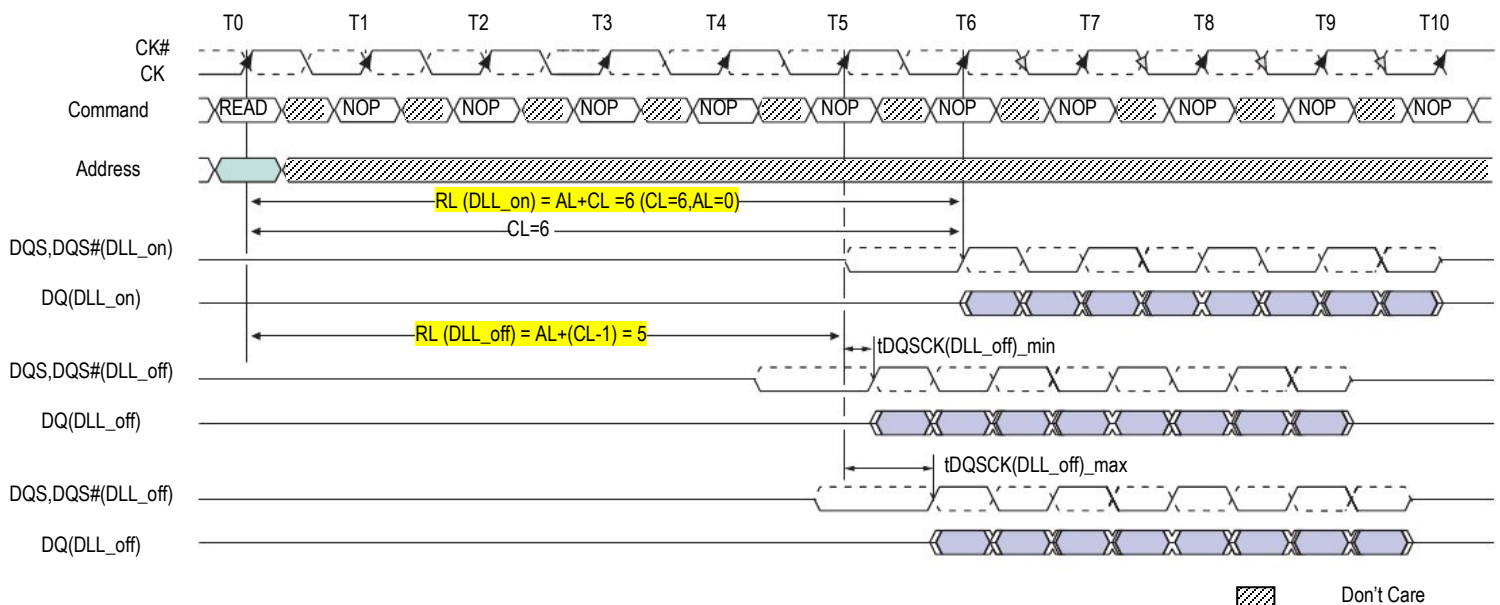 T0 T1 T2 T3 T4 T5 T6 T7 T8 T9 T10
CK#
CK
Command READ NOP NOP NOP NOP NOP NOP NOP NOP NOP NOP
Address
RL (DLL_on) = AL+CL =6 (CL=6,AL=0)
CL=6
DQS,DQS#(DLL_on)
DQ(DLL_on)
RL (DLL_off) = AL+(CL-1) = 5
tDQSCK(DLL_off)_min
DQS,DQS#(DLL_off)
DQ(DLL_off)
tDQSCK(DLL_off)_max
DQS,DQS#(DLL_off)
DQ(DLL_off)
Don't Care